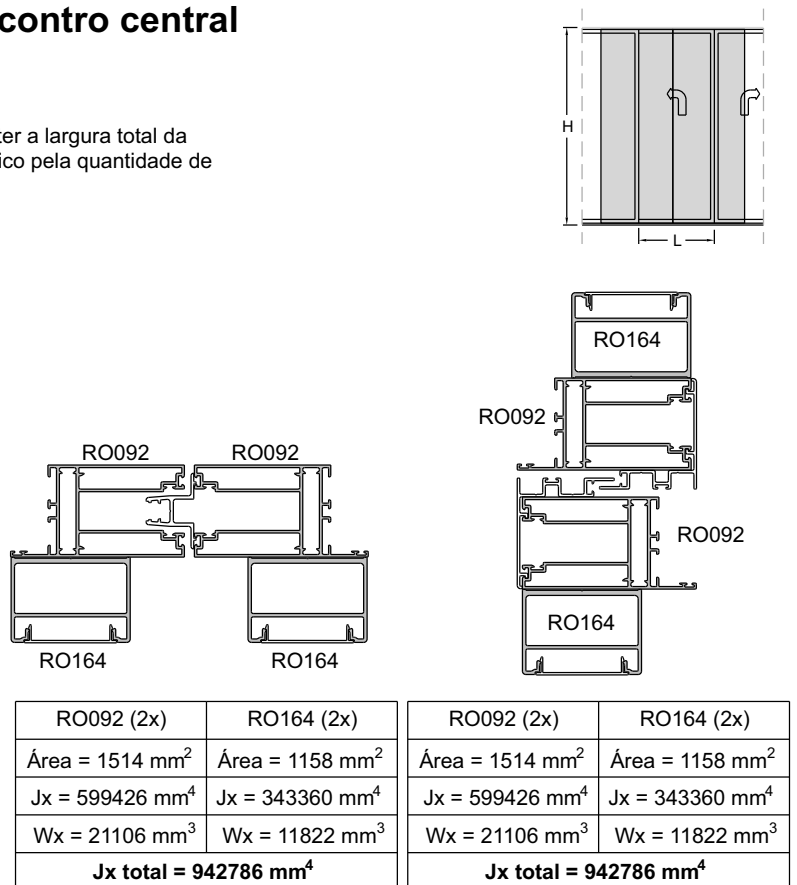 contro central
ter a largura total da
ico pela quantidade de
H
L
RO164
RO092
RO092
RO092
RO092
RO164
RO164
RO164
RO092 (2x) RO164 (2x)
Área = 1514 mm² Área = 1158 mm²
Jx = 599426 mm⁴ Jx = 343360 mm⁴
Wx = 21106 mm³ Wx = 11822 mm³
Jx total = 942786 mm⁴
RO092 (2x) RO164 (2x)
Área = 1514 mm² Área = 1158 mm²
Jx = 599426 mm⁴ Jx = 343360 mm⁴
Wx = 21106 mm³ Wx = 11822 mm³
Jx total = 942786 mm⁴